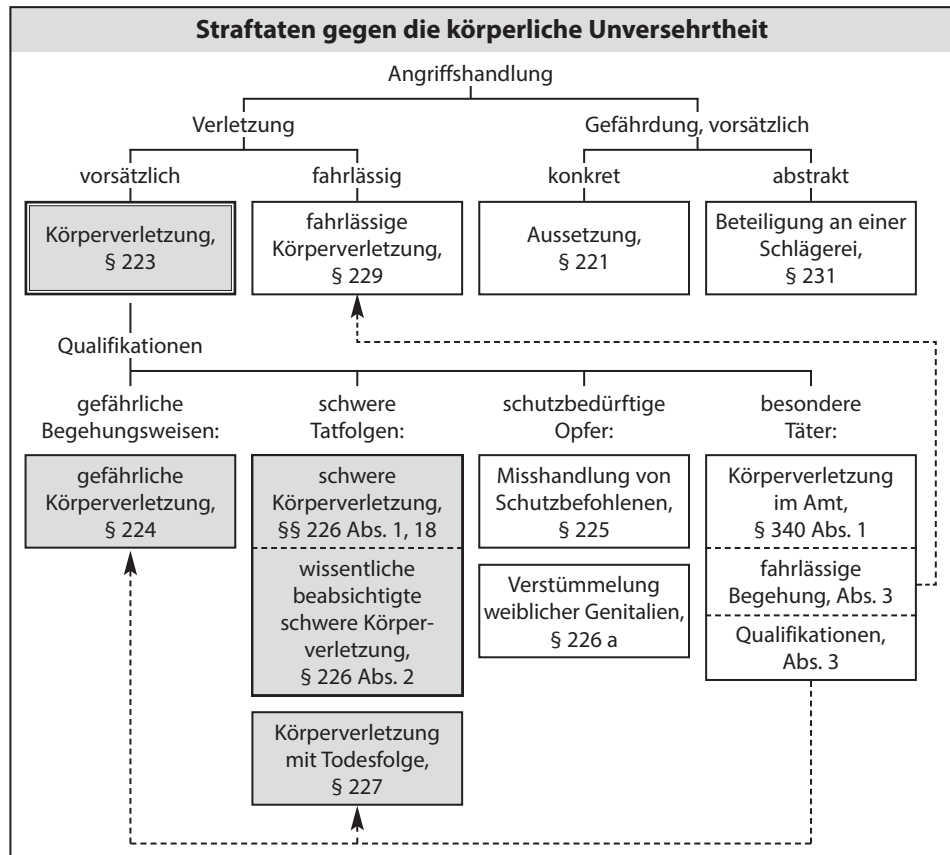 Straftaten gegen die körperliche Unversehrtheit
Angriffshandlung
Verletzung
Gefährdung, vorsätzlich
vorsätzlich
fahrlässig
konkret
abstrakt
Körperverletzung,
§ 223
fahrlässige
Körperverletzung,
§ 229
Aussetzung,
§ 221
Beteiligung an einer
Schlägerei,
§ 231
Qualifikationen
gefährliche
Begehungsweisen:
schwere
Tatfolgen:
schutzbedürftige
Opfer:
besondere
Täter:
gefährliche
Körperverletzung,
§ 224
schwere
Körperverletzung,
§§ 226 Abs. 1, 18
wissentliche
beabsichtigte
schwere Körper-
verletzung,
§ 226 Abs. 2
Körperverletzung
mit Todesfolge,
§ 227
Misshandlung von
Schutzbefohlenen,
§ 225
Verstümmelung
weiblicher Genitalien,
§ 226 a
Körperverletzung
im Amt,
§ 340 Abs. 1
fahrlässige
Begehung, Abs. 3
Qualifikationen,
Abs. 3